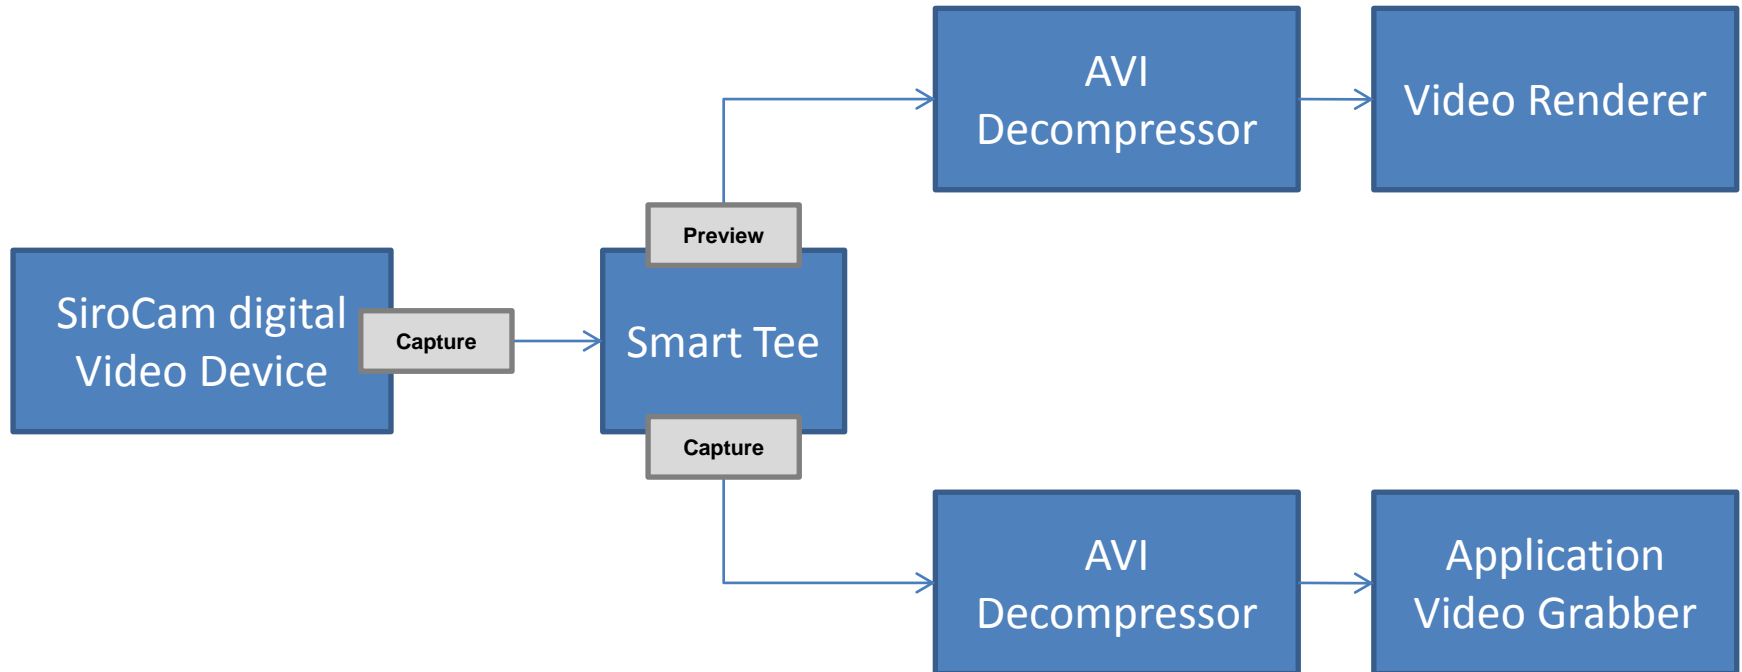 AVI
Decompressor
Video Renderer
Preview
SiroCam digital
Video Device
Capture
Smart Tee
Capture
AVI
Decompressor
Application
Video Grabber